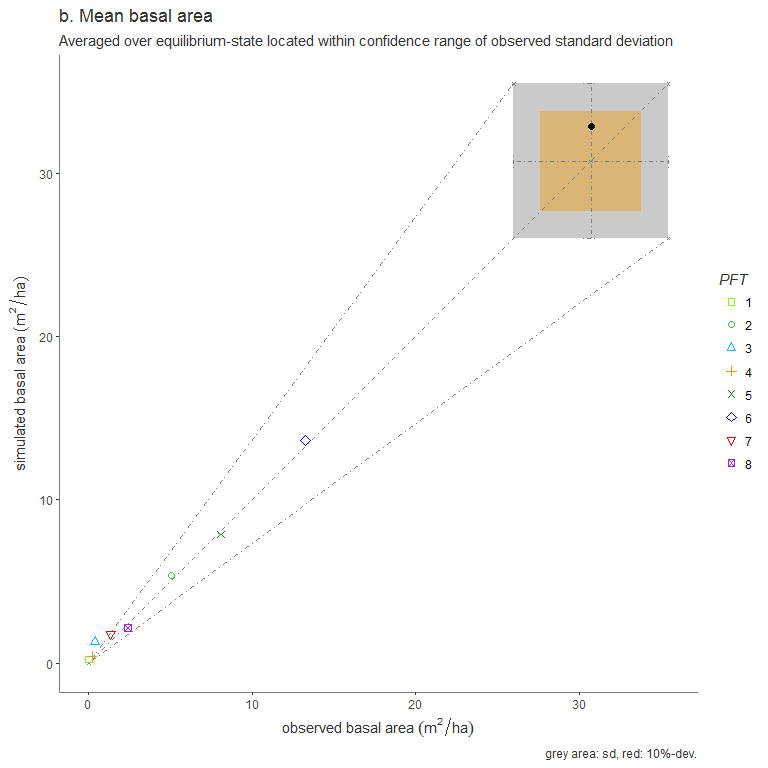 b. Mean basal area
Averaged over equilibrium-state located within confidence range of observed standard deviation
30
20
10
0
simulated basal area (m²/ha)
0 10 20 30
observed basal area (m²/ha)
PFT
1
2
3
4
5
6
7
8
grey area: sd, red: 10%-dev.